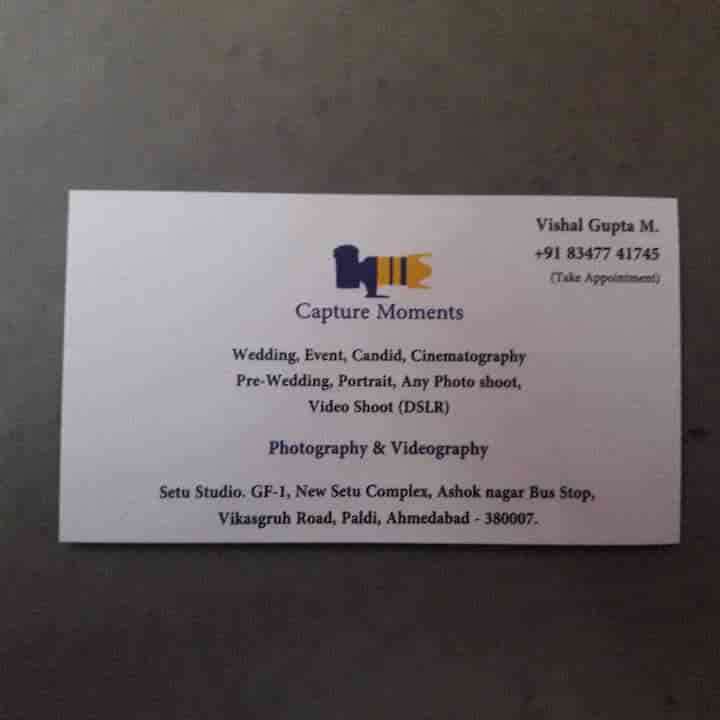 Vishal Gupta M.
+91 83477 41745
(Take Appointment)
Capture Moments
Wedding, Event, Candid, Cinematography
Pre-Wedding, Portrait, Any Photo shoot,
Video Shoot (DSLR)
Photography & Videography
Setu Studio. GF-1, New Setu Complex, Ashok nagar Bus Stop,
Vikasgruh Road, Paldi, Ahmedabad - 380007.